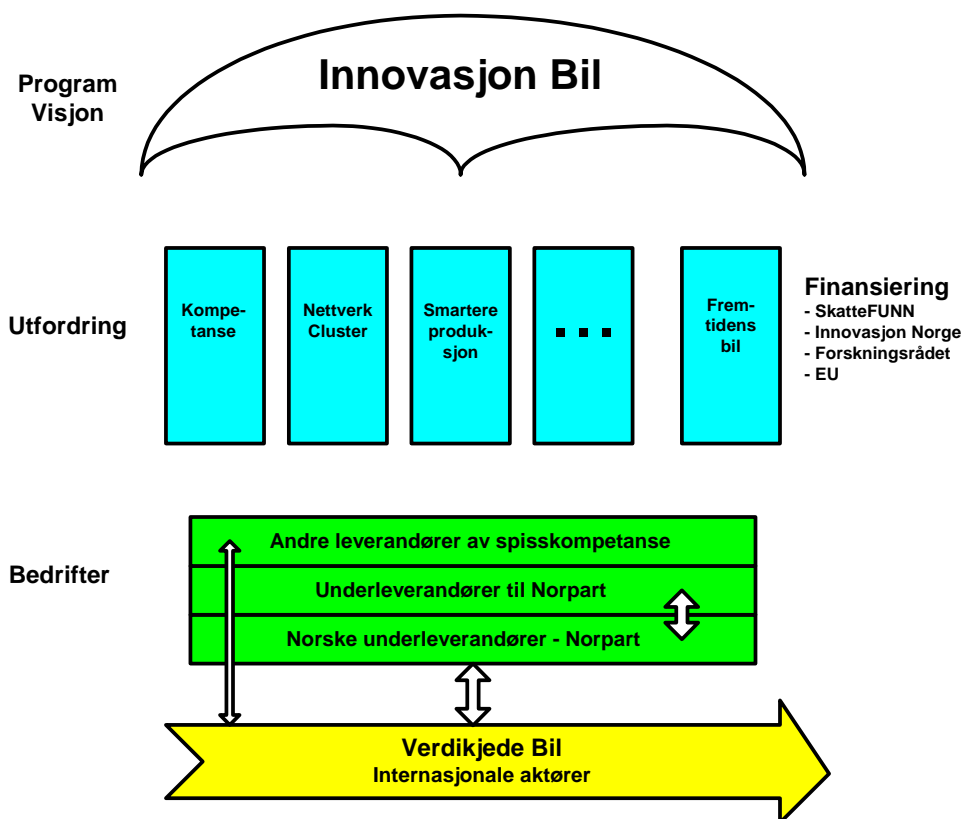 Program
Visjon
Innovasjon Bil
Utfordring
Kompe-
tanse
Nettverk
Cluster
Smartere
produk-
sjon
...
Frem-
tidens
bil
Finansiering
- SkatteFUNN
- Innovasjon Norge
- Forskningsrådet
- EU
Bedrifter
Andre leverandører av spisskompetanse
Underleverandører til Norpart
Norske underleverandører - Norpart
Verdikjede Bil
Internasjonale aktører